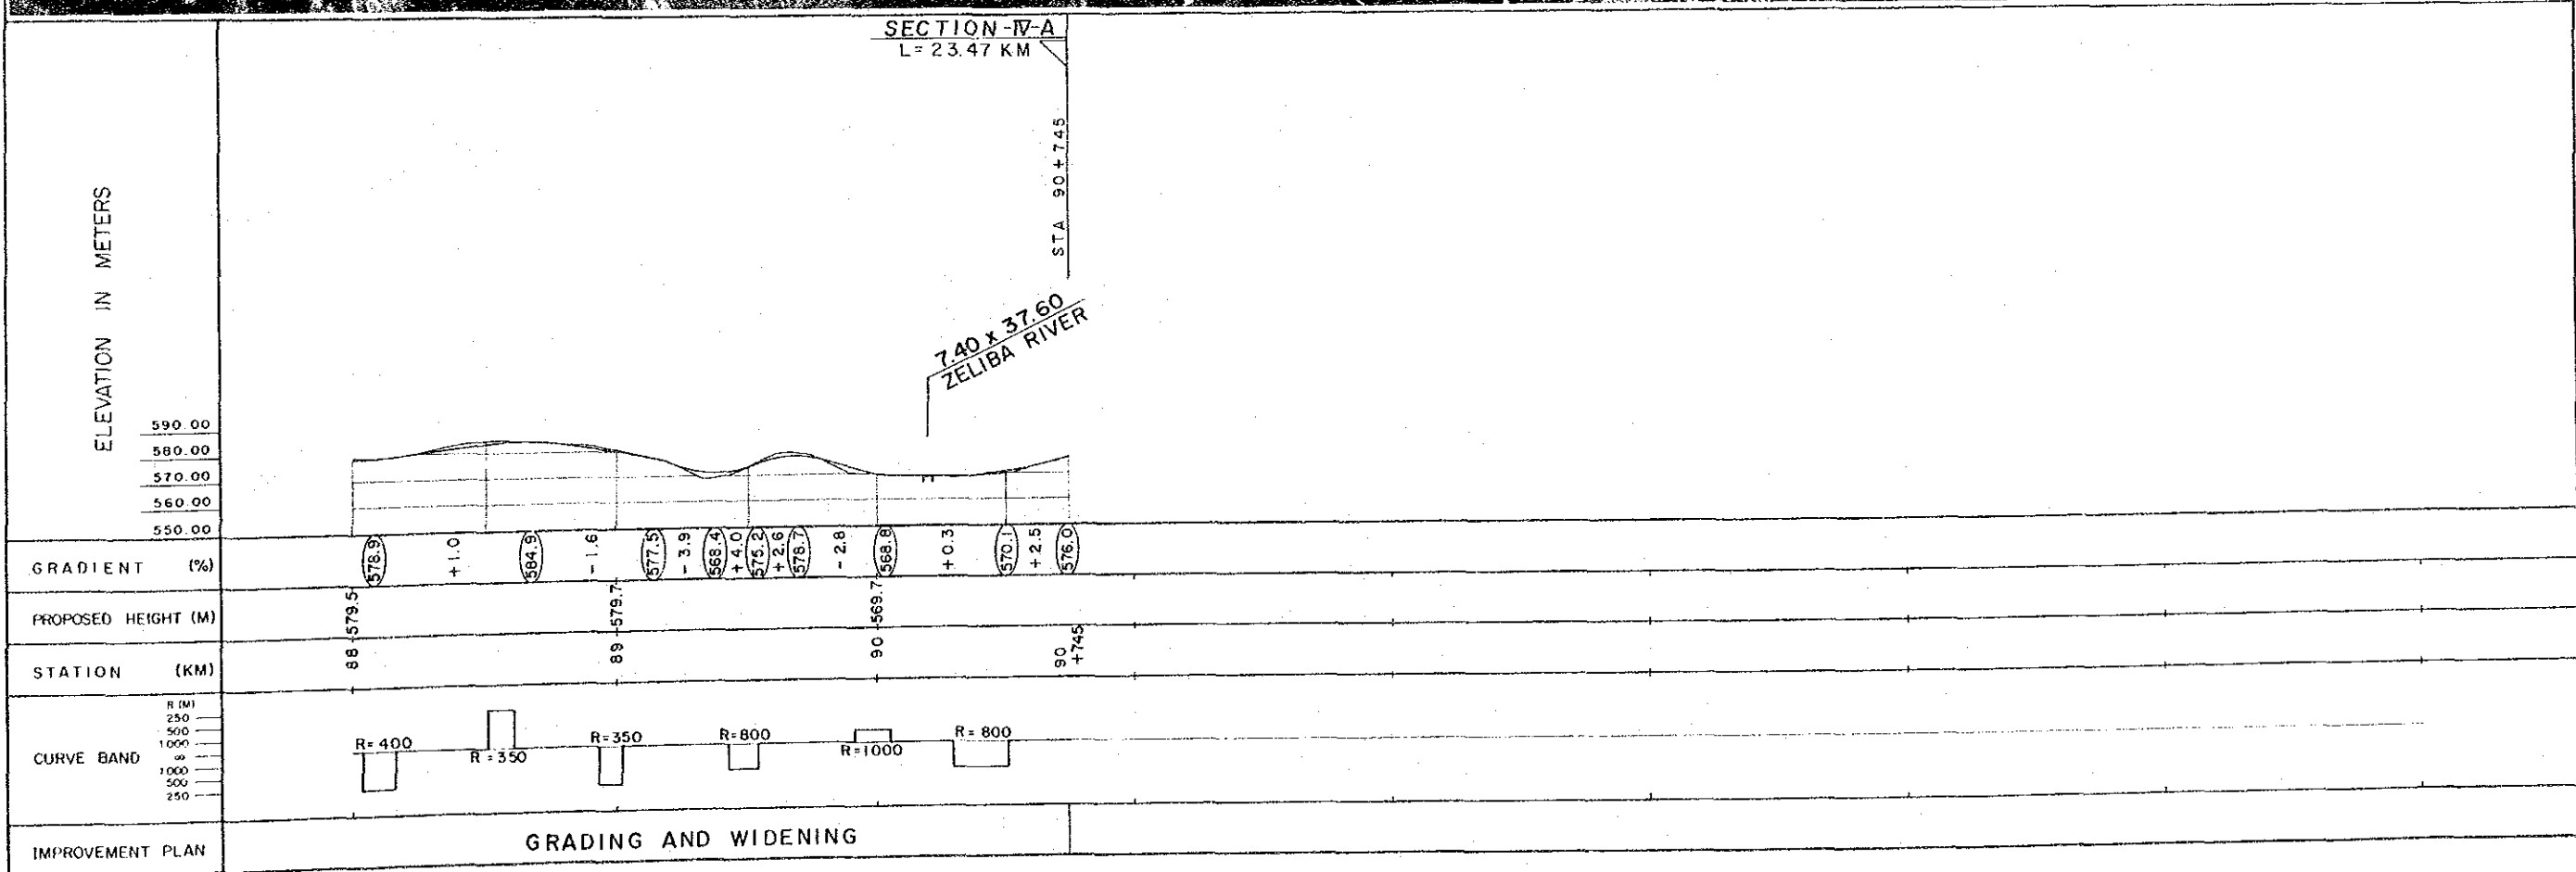 SECTION-IV-A
L= 23.47 KM
STA 90+745
7.40 x 37.60
ZELIBA RIVER
ELEVATION IN METERS
590.00
580.00
570.00
560.00
550.00
GRADIENT (%)
578.9 +1.0 584.9 -1.6 577.5 -3.9 568.4 +4.0 575.2 +2.6 578.7 -2.8 568.8 +0.3 570.1 +2.5 576.0
PROPOSED HEIGHT (M)
579.5 579.7 569.7
STATION (KM)
88 89 90 90 +745
CURVE BAND
R (M)
250
500
1000
∞
1000
500
250
R= 400 R=350 R=350 R=800 R=1000 R= 800
IMPROVEMENT PLAN
GRADING AND WIDENING